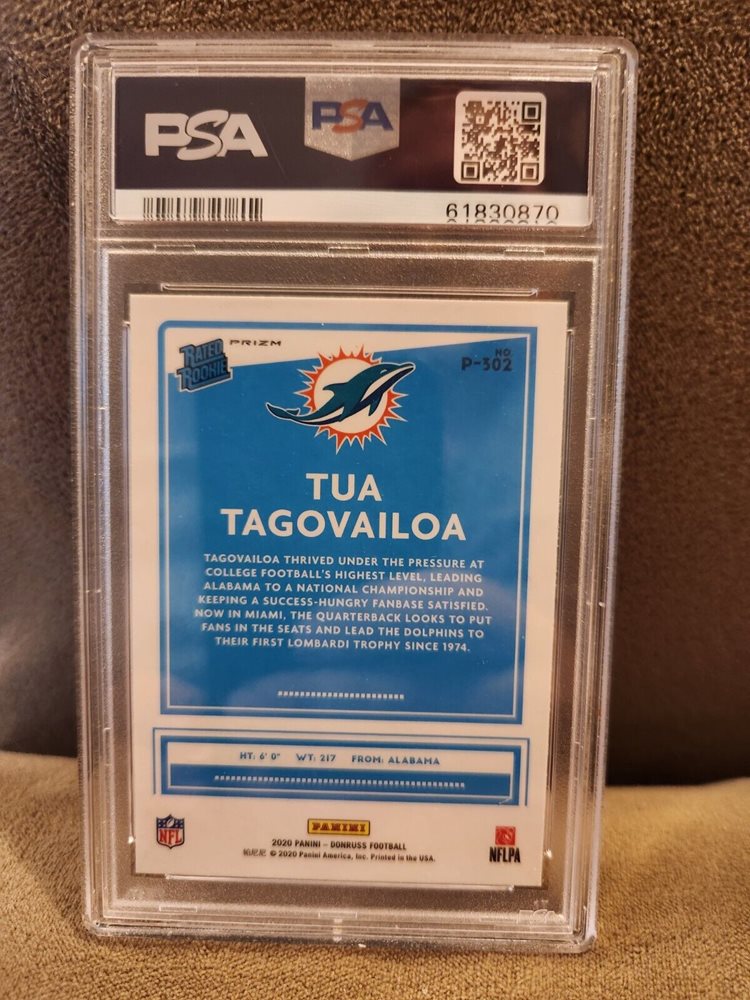 PSA
PSA
61830870
RATED ROOKIE
PRIZM
NO.
P-302
TUA
TAGOVAILOA
TAGOVAILOA THRIVED UNDER THE PRESSURE AT
COLLEGE FOOTBALL'S HIGHEST LEVEL, LEADING
ALABAMA TO A NATIONAL CHAMPIONSHIP AND
KEEPING A SUCCESS-HUNGRY FANBASE SATISFIED.
NOW IN MIAMI, THE QUARTERBACK LOOKS TO PUT
FANS IN THE SEATS AND LEAD THE DOLPHINS TO
THEIR FIRST LOMBARDI TROPHY SINCE 1974.
HT: 6' 0" WT: 217 FROM: ALABAMA
NFL
PANINI
NFLPA
2020 PANINI – DONRUSS FOOTBALL
© 2020 Panini America, Inc. Printed in the USA.